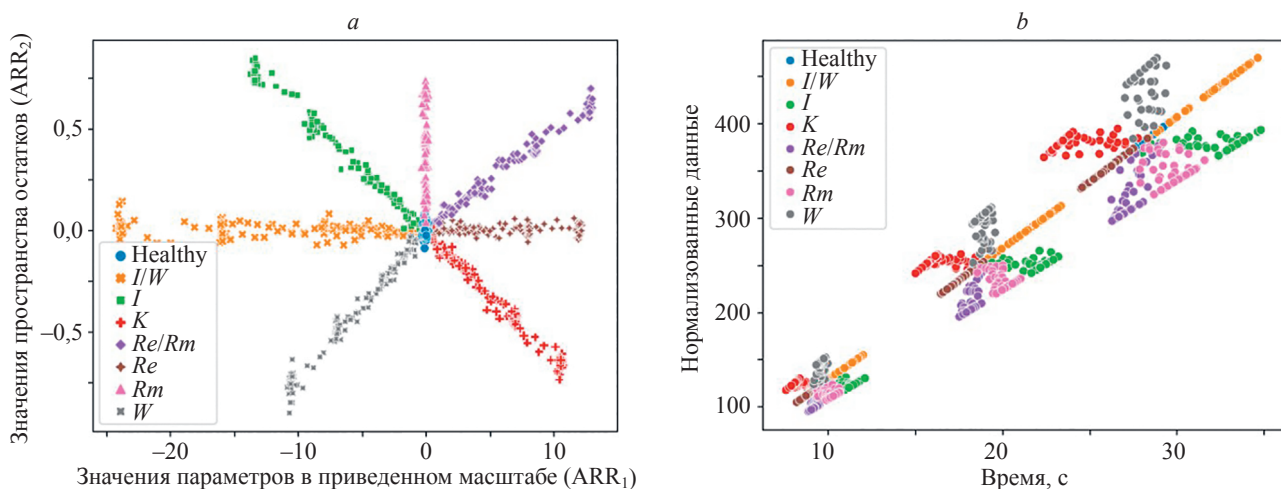 a
Значения пространства остатков (ARR2)
0,5
0,0
–0,5
Healthy
I/W
I
K
Re/Rm
Re
Rm
W
–20
–10
0
10
Значения параметров в приведенном масштабе (ARR1)
b
Нормализованные данные
400
300
200
100
Healthy
I/W
I
K
Re/Rm
Re
Rm
W
10
20
30
Время, с